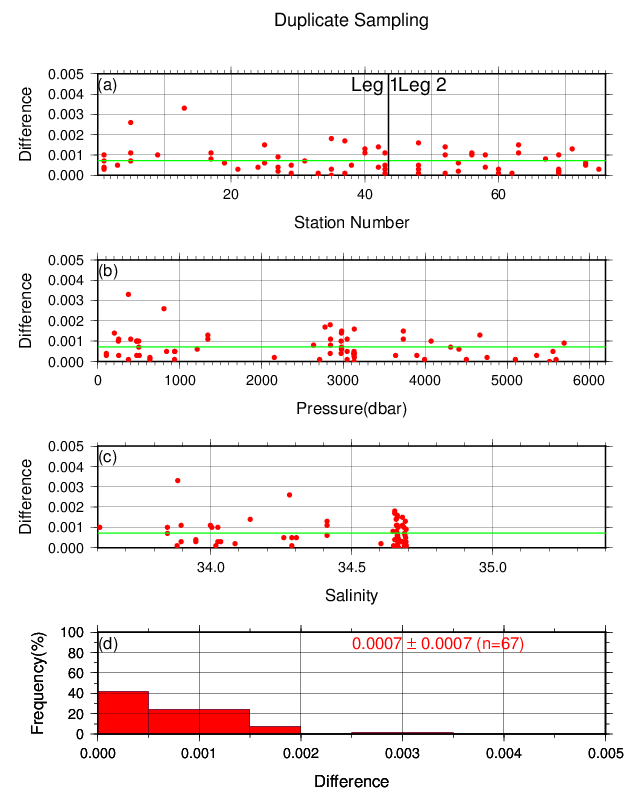 Duplicate Sampling
0.005
0.004
0.003
0.002
0.001
0.000
Difference
(a)
Leg 1
Leg 2
20 40 60
Station Number
0.005
0.004
0.003
0.002
0.001
0.000
Difference
(b)
0 1000 2000 3000 4000 5000 6000
Pressure(dbar)
0.005
0.004
0.003
0.002
0.001
0.000
Difference
(c)
34.0 34.5 35.0
Salinity
100
80
60
40
20
0
Frequency(%)
(d)
0.0007 ± 0.0007 (n=67)
0.000 0.001 0.002 0.003 0.004 0.005
Difference